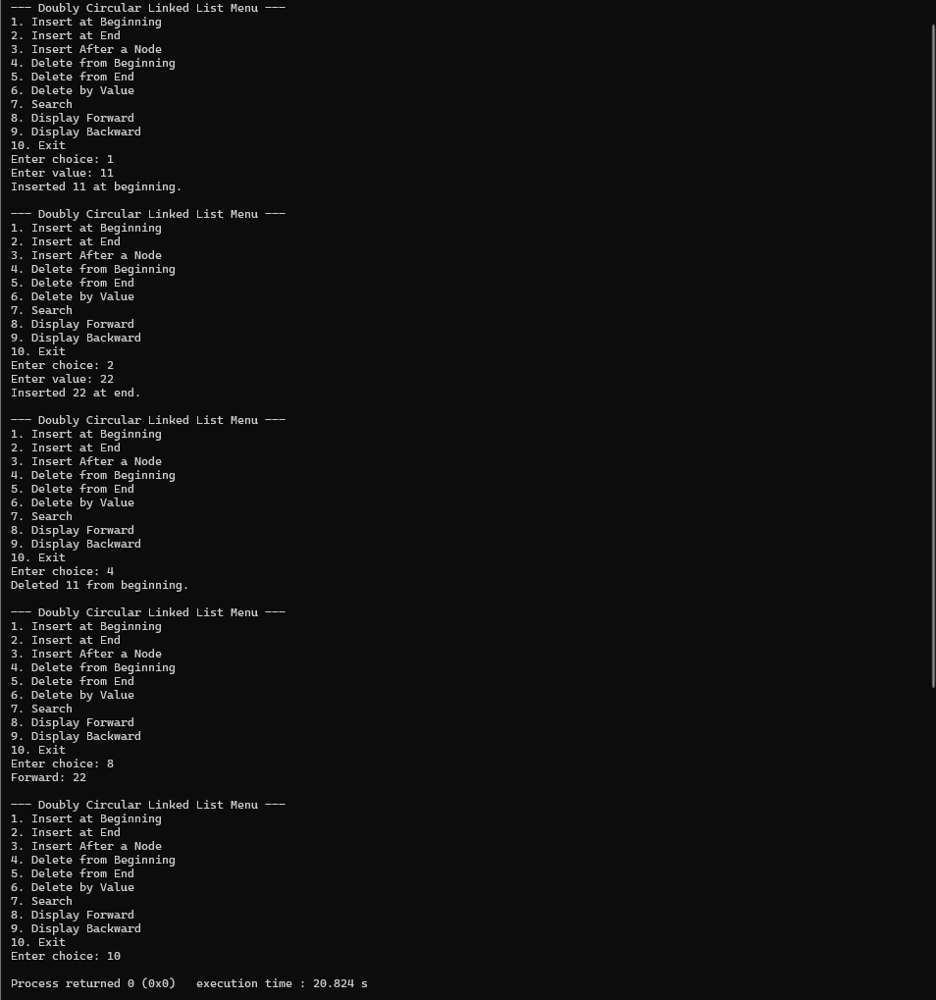 --- Doubly Circular Linked List Menu ---
1. Insert at Beginning
2. Insert at End
3. Insert After a Node
4. Delete from Beginning
5. Delete from End
6. Delete by Value
7. Search
8. Display Forward
9. Display Backward
10. Exit
Enter choice: 1
Enter value: 11
Inserted 11 at beginning.

--- Doubly Circular Linked List Menu ---
1. Insert at Beginning
2. Insert at End
3. Insert After a Node
4. Delete from Beginning
5. Delete from End
6. Delete by Value
7. Search
8. Display Forward
9. Display Backward
10. Exit
Enter choice: 2
Enter value: 22
Inserted 22 at end.

--- Doubly Circular Linked List Menu ---
1. Insert at Beginning
2. Insert at End
3. Insert After a Node
4. Delete from Beginning
5. Delete from End
6. Delete by Value
7. Search
8. Display Forward
9. Display Backward
10. Exit
Enter choice: 4
Deleted 11 from beginning.

--- Doubly Circular Linked List Menu ---
1. Insert at Beginning
2. Insert at End
3. Insert After a Node
4. Delete from Beginning
5. Delete from End
6. Delete by Value
7. Search
8. Display Forward
9. Display Backward
10. Exit
Enter choice: 8
Forward: 22

--- Doubly Circular Linked List Menu ---
1. Insert at Beginning
2. Insert at End
3. Insert After a Node
4. Delete from Beginning
5. Delete from End
6. Delete by Value
7. Search
8. Display Forward
9. Display Backward
10. Exit
Enter choice: 10

Process returned 0 (0x0)   execution time : 20.824 s